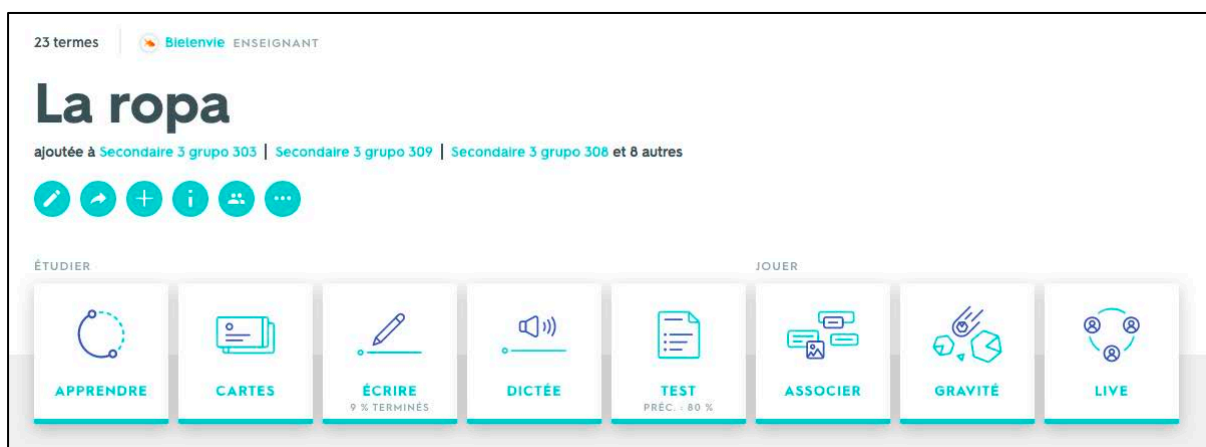 23 termes Bielenvie ENSEIGNANT
La ropa
ajoutée à Secondaire 3 grupo 303 | Secondaire 3 grupo 309 | Secondaire 3 grupo 308 et 8 autres
ÉTUDIER JOUER
APPRENDRE CARTES ÉCRIRE DICTÉE TEST ASSOCIER GRAVITÉ LIVE
9 % TERMINÉS PRÉC. : 80 %